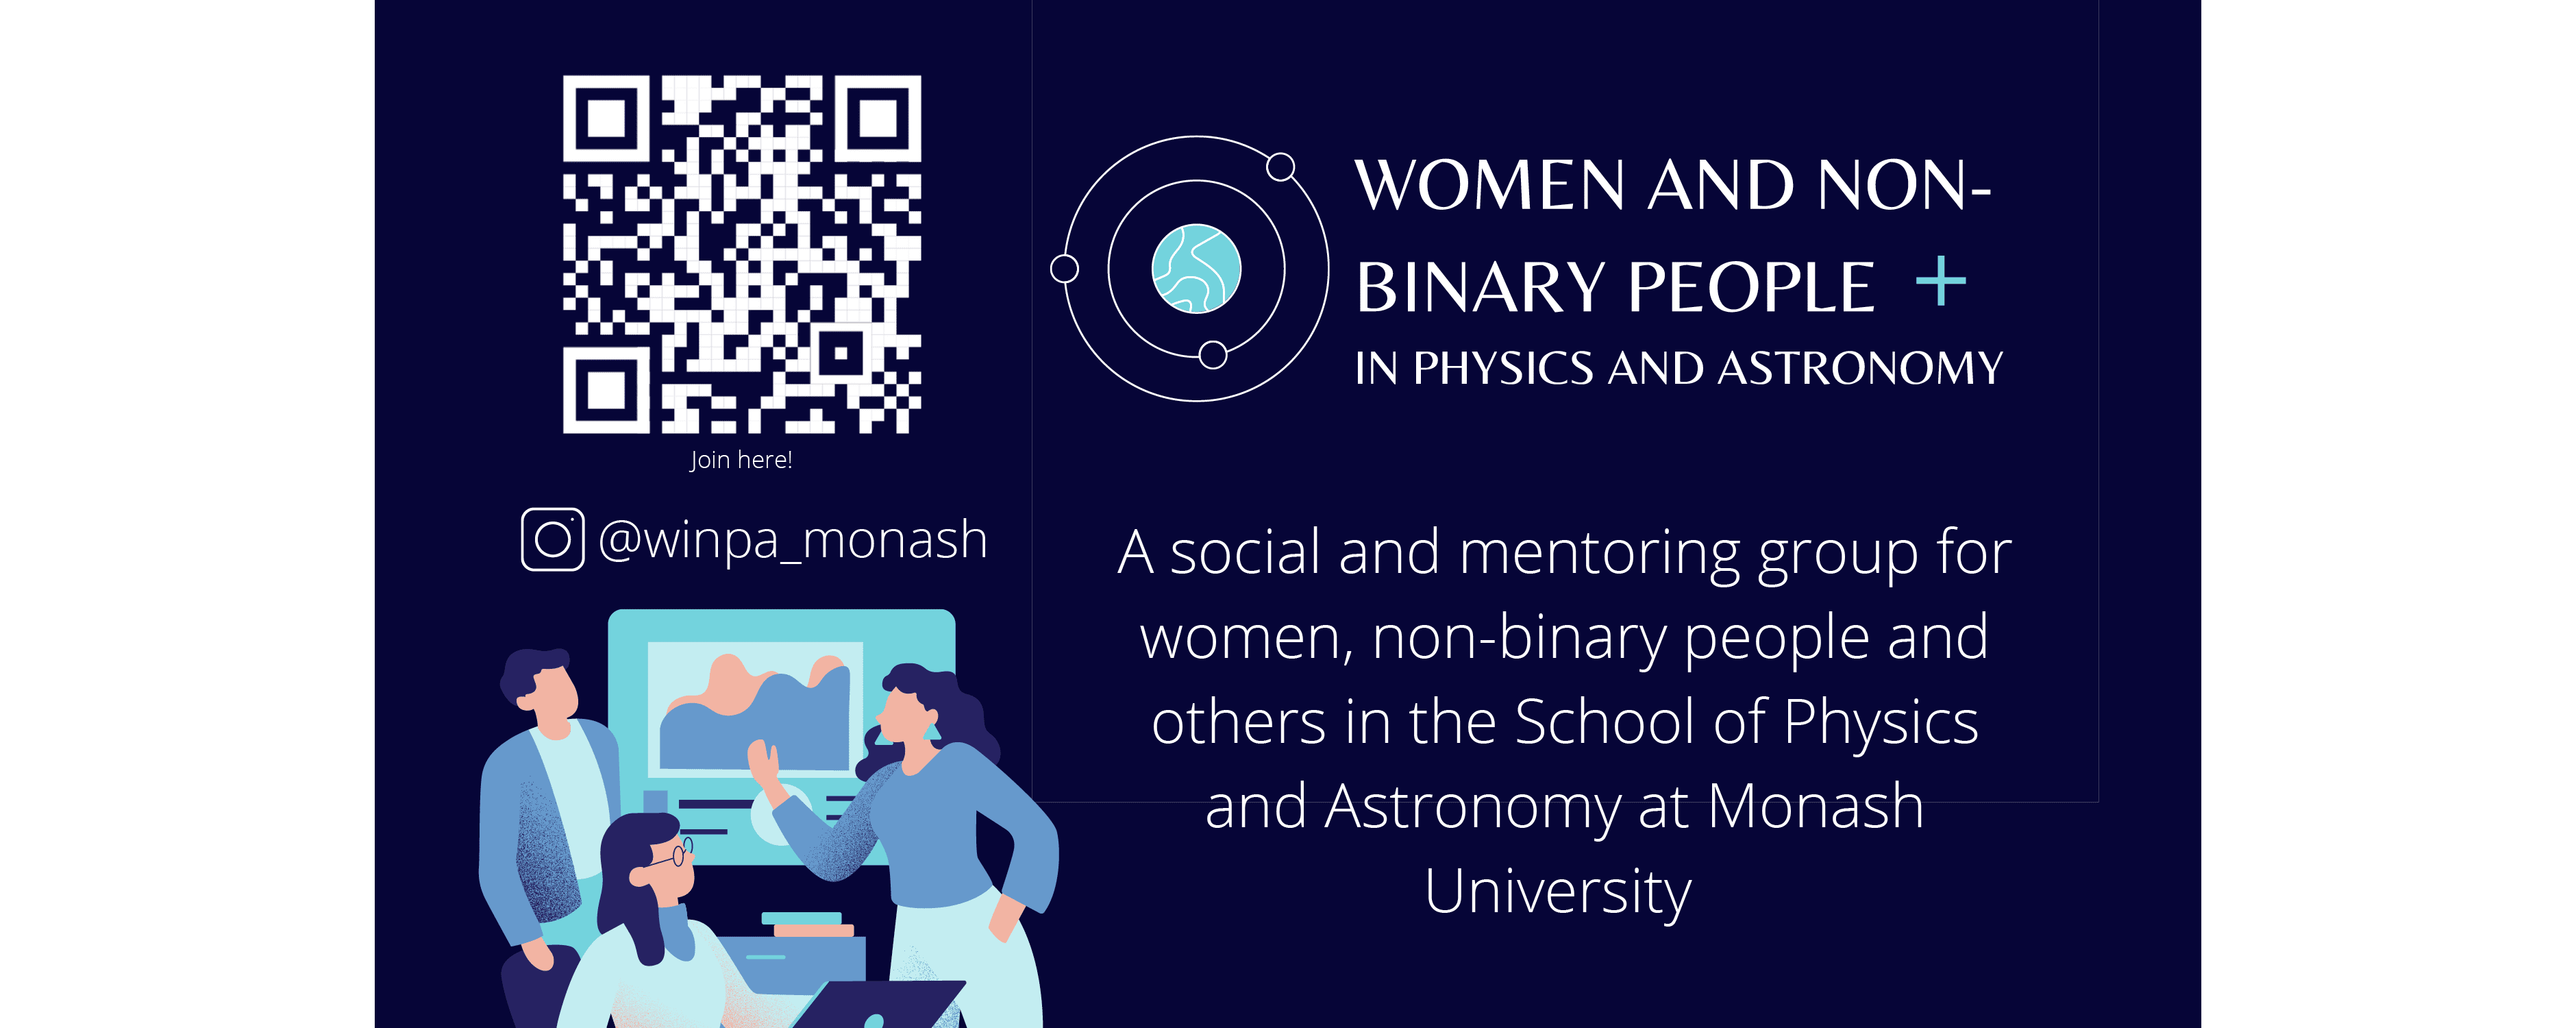 Join here!
@winpa_monash
WOMEN AND NON-
BINARY PEOPLE +
IN PHYSICS AND ASTRONOMY
A social and mentoring group for
women, non-binary people and
others in the School of Physics
and Astronomy at Monash
University